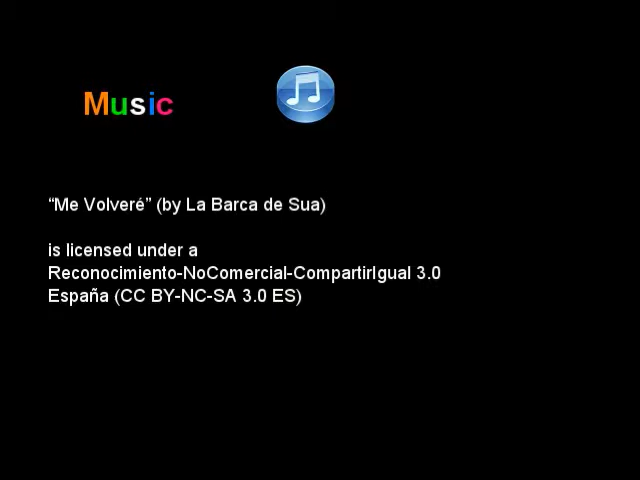 Music
“Me Volveré” (by La Barca de Sua)
is licensed under a
Reconocimiento-NoComercial-CompartirIgual 3.0
España (CC BY-NC-SA 3.0 ES)